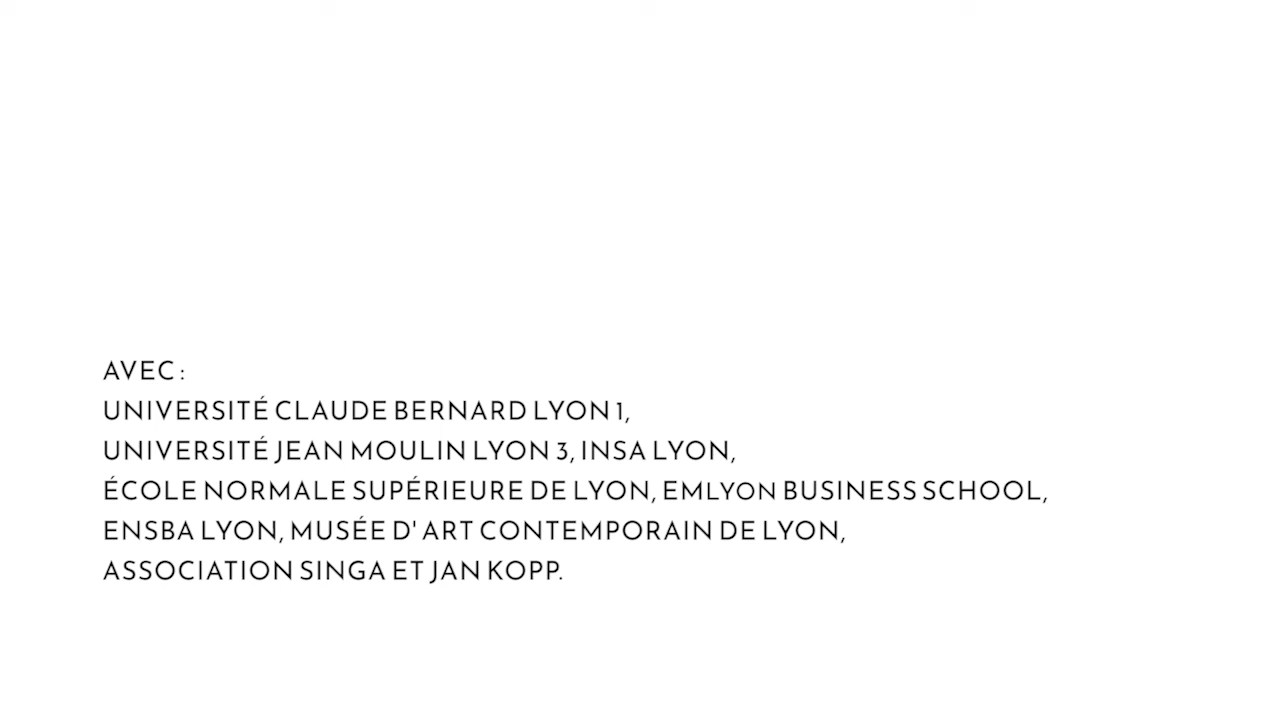 AVEC :
UNIVERSITÉ CLAUDE BERNARD LYON 1,
UNIVERSITÉ JEAN MOULIN LYON 3, INSA LYON,
ÉCOLE NORMALE SUPÉRIEURE DE LYON, EMLYON BUSINESS SCHOOL,
ENSBA LYON, MUSÉE D' ART CONTEMPORAIN DE LYON,
ASSOCIATION SINGA ET JAN KOPP.